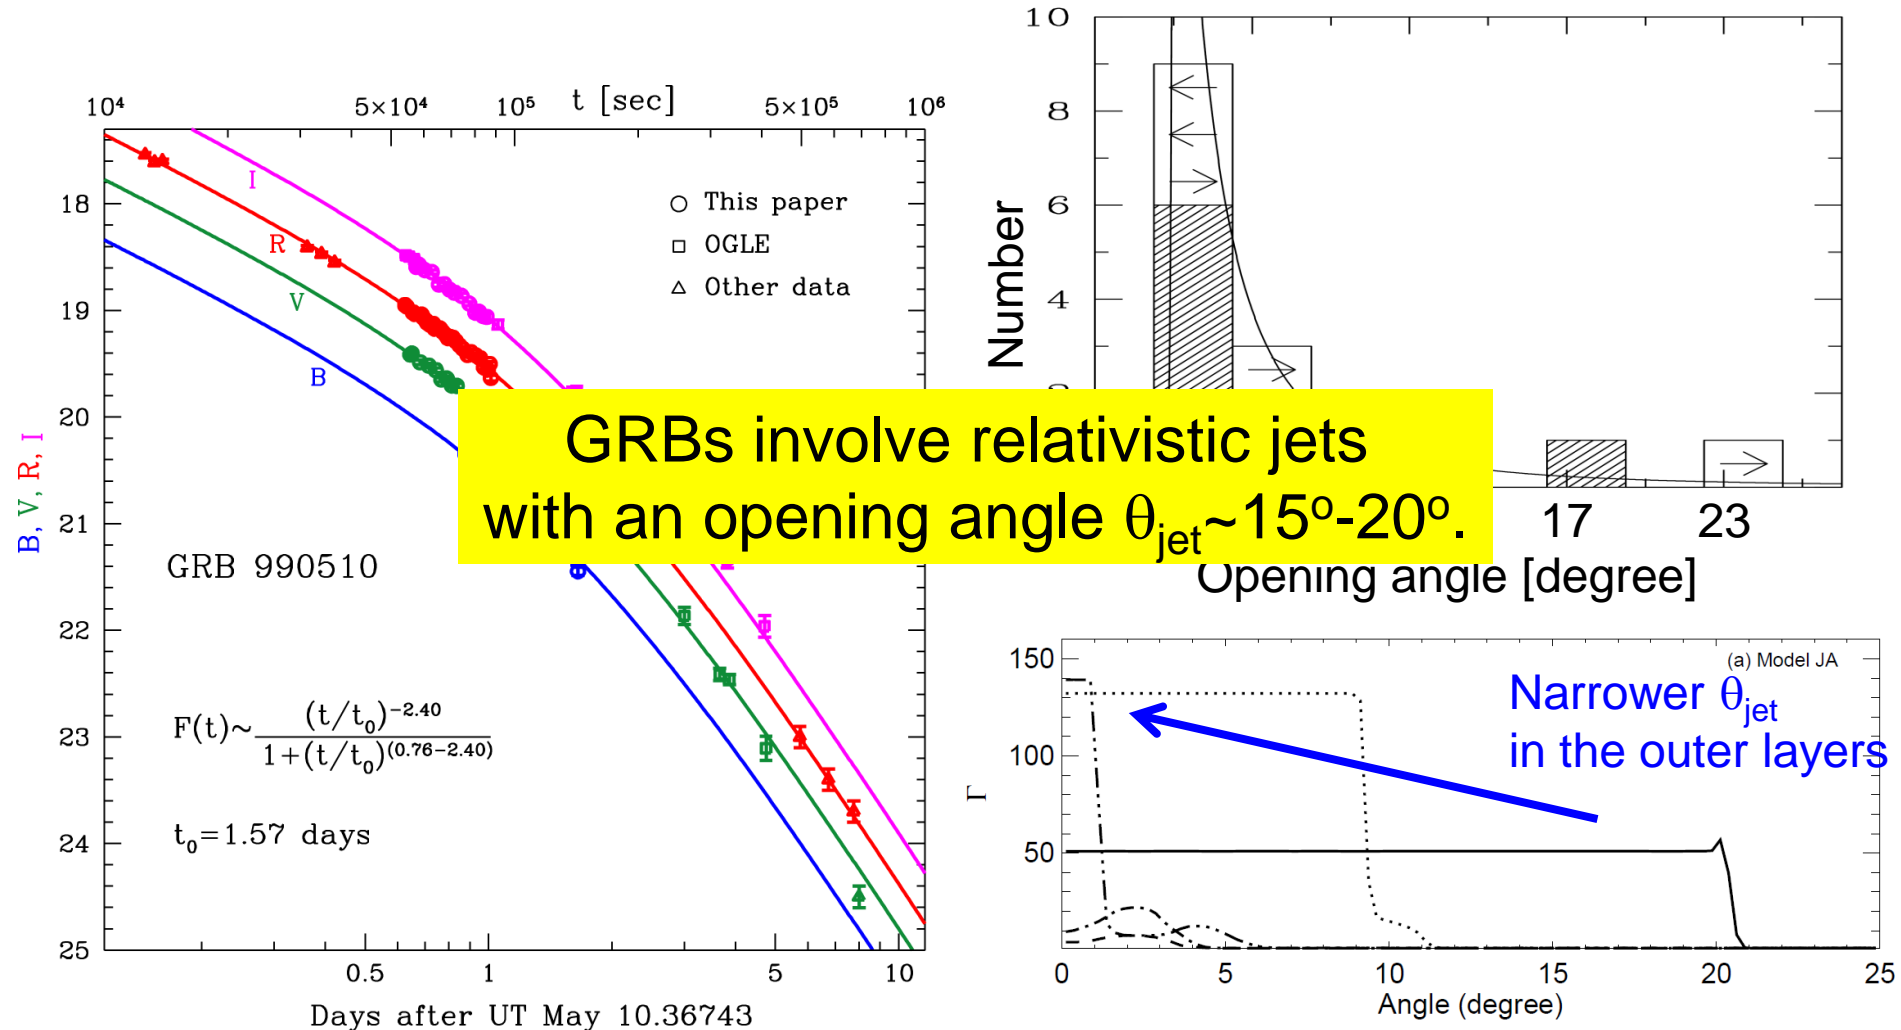 10⁴ 5×10⁴ 10⁵ t [sec] 5×10⁵ 10⁶
○ This paper
□ OGLE
△ Other data
I
R
V
B
18
19
20
21
22
23
24
25
B, V, R, I
GRB 990510
F(t)~ (t/t₀)^-2.40
1+(t/t₀)^(0.76-2.40)
t₀=1.57 days
0.5 1 5 10
Days after UT May 10.36743
10
8
6
4
Number
17 23
Opening angle [degree]
GRBs involve relativistic jets
with an opening angle θjet~15º-20º.
(a) Model JA
Narrower θjet
in the outer layers
150
100
50
Γ
0 5 10 15 20 25
Angle (degree)